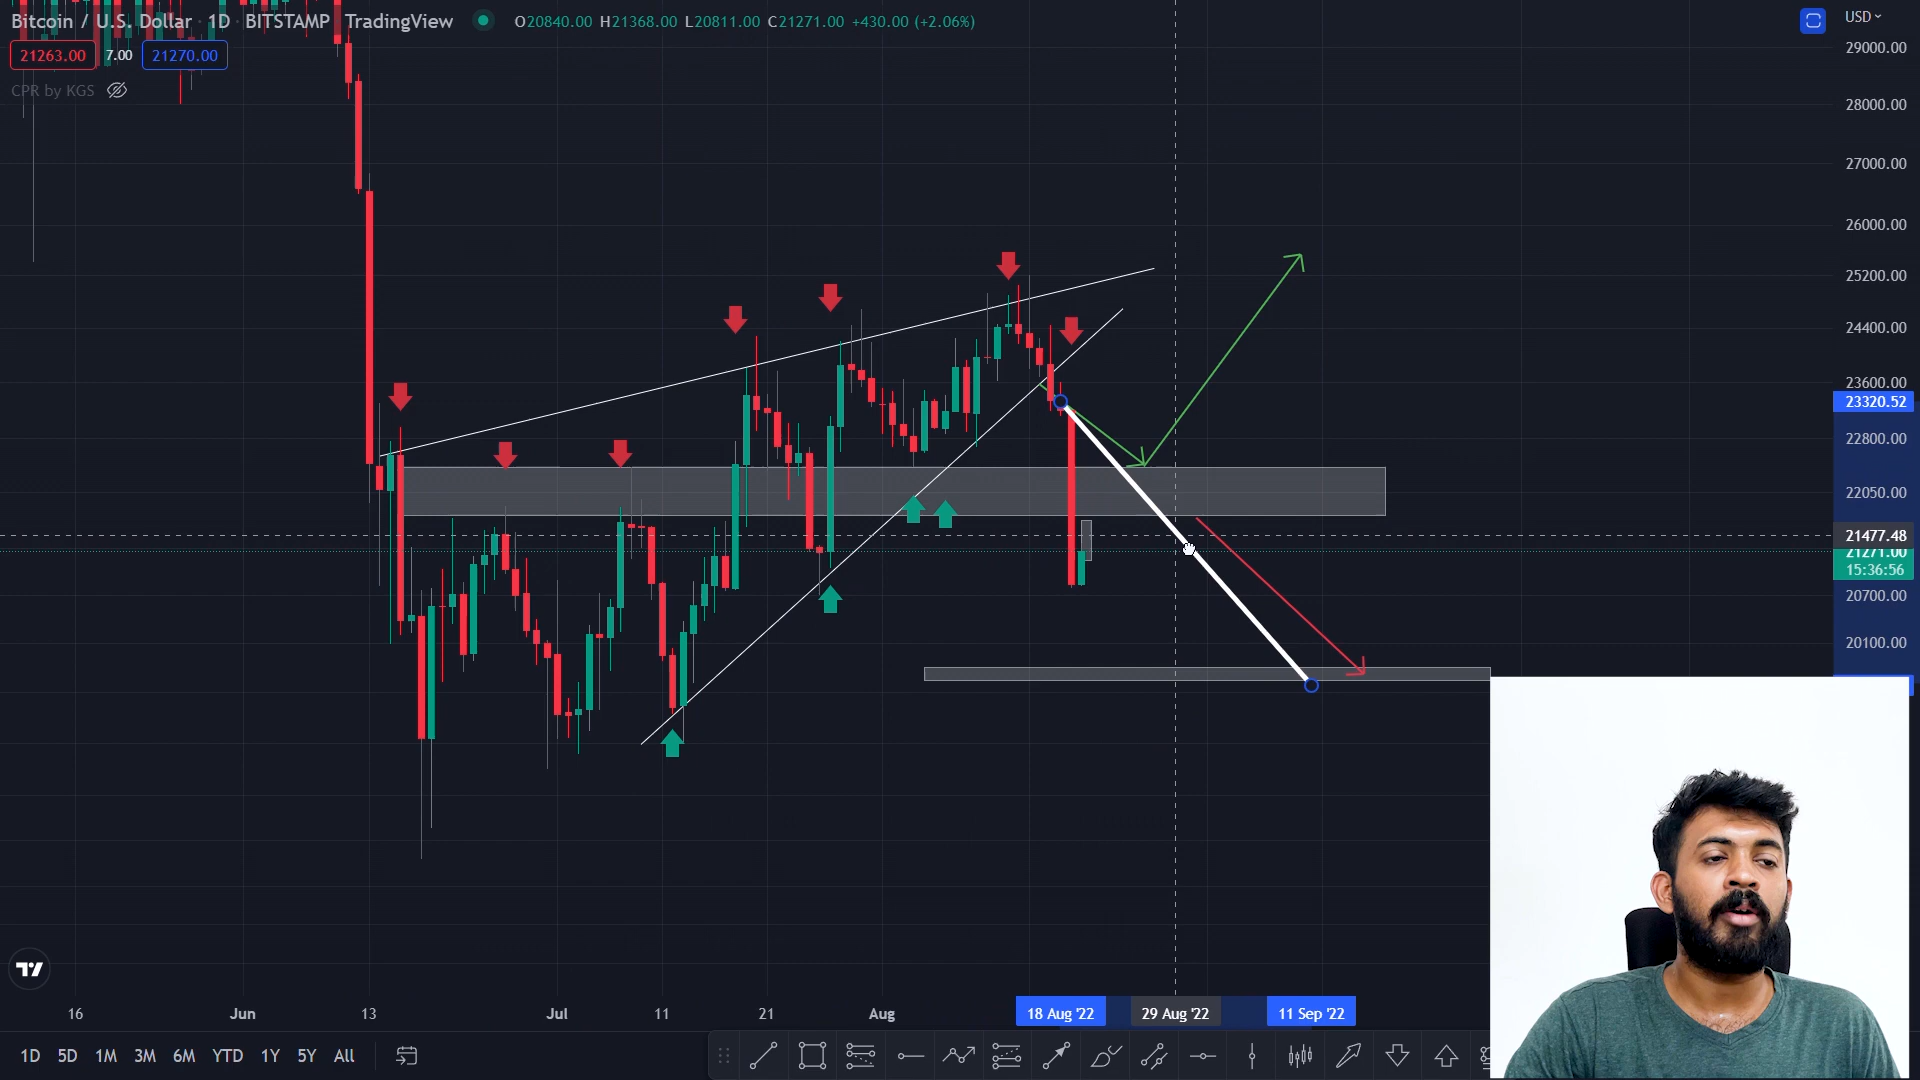 Bitcoin / U.S. Dollar · 1D · BITSTAMP TradingView O20840.00 H21368.00 L20811.00 C21271.00 +430.00 (+2.06%)
21263.00 7.00 21270.00
CPR by KGS
USD
29000.00
28000.00
27000.00
26000.00
25200.00
24400.00
23600.00
23320.52
22800.00
22050.00
21477.48
21271.00
15:36:56
20700.00
20100.00
16 Jun 13 Jul 11 21 Aug 18 Aug '22 29 Aug '22 11 Sep '22
1D 5D 1M 3M 6M YTD 1Y 5Y All